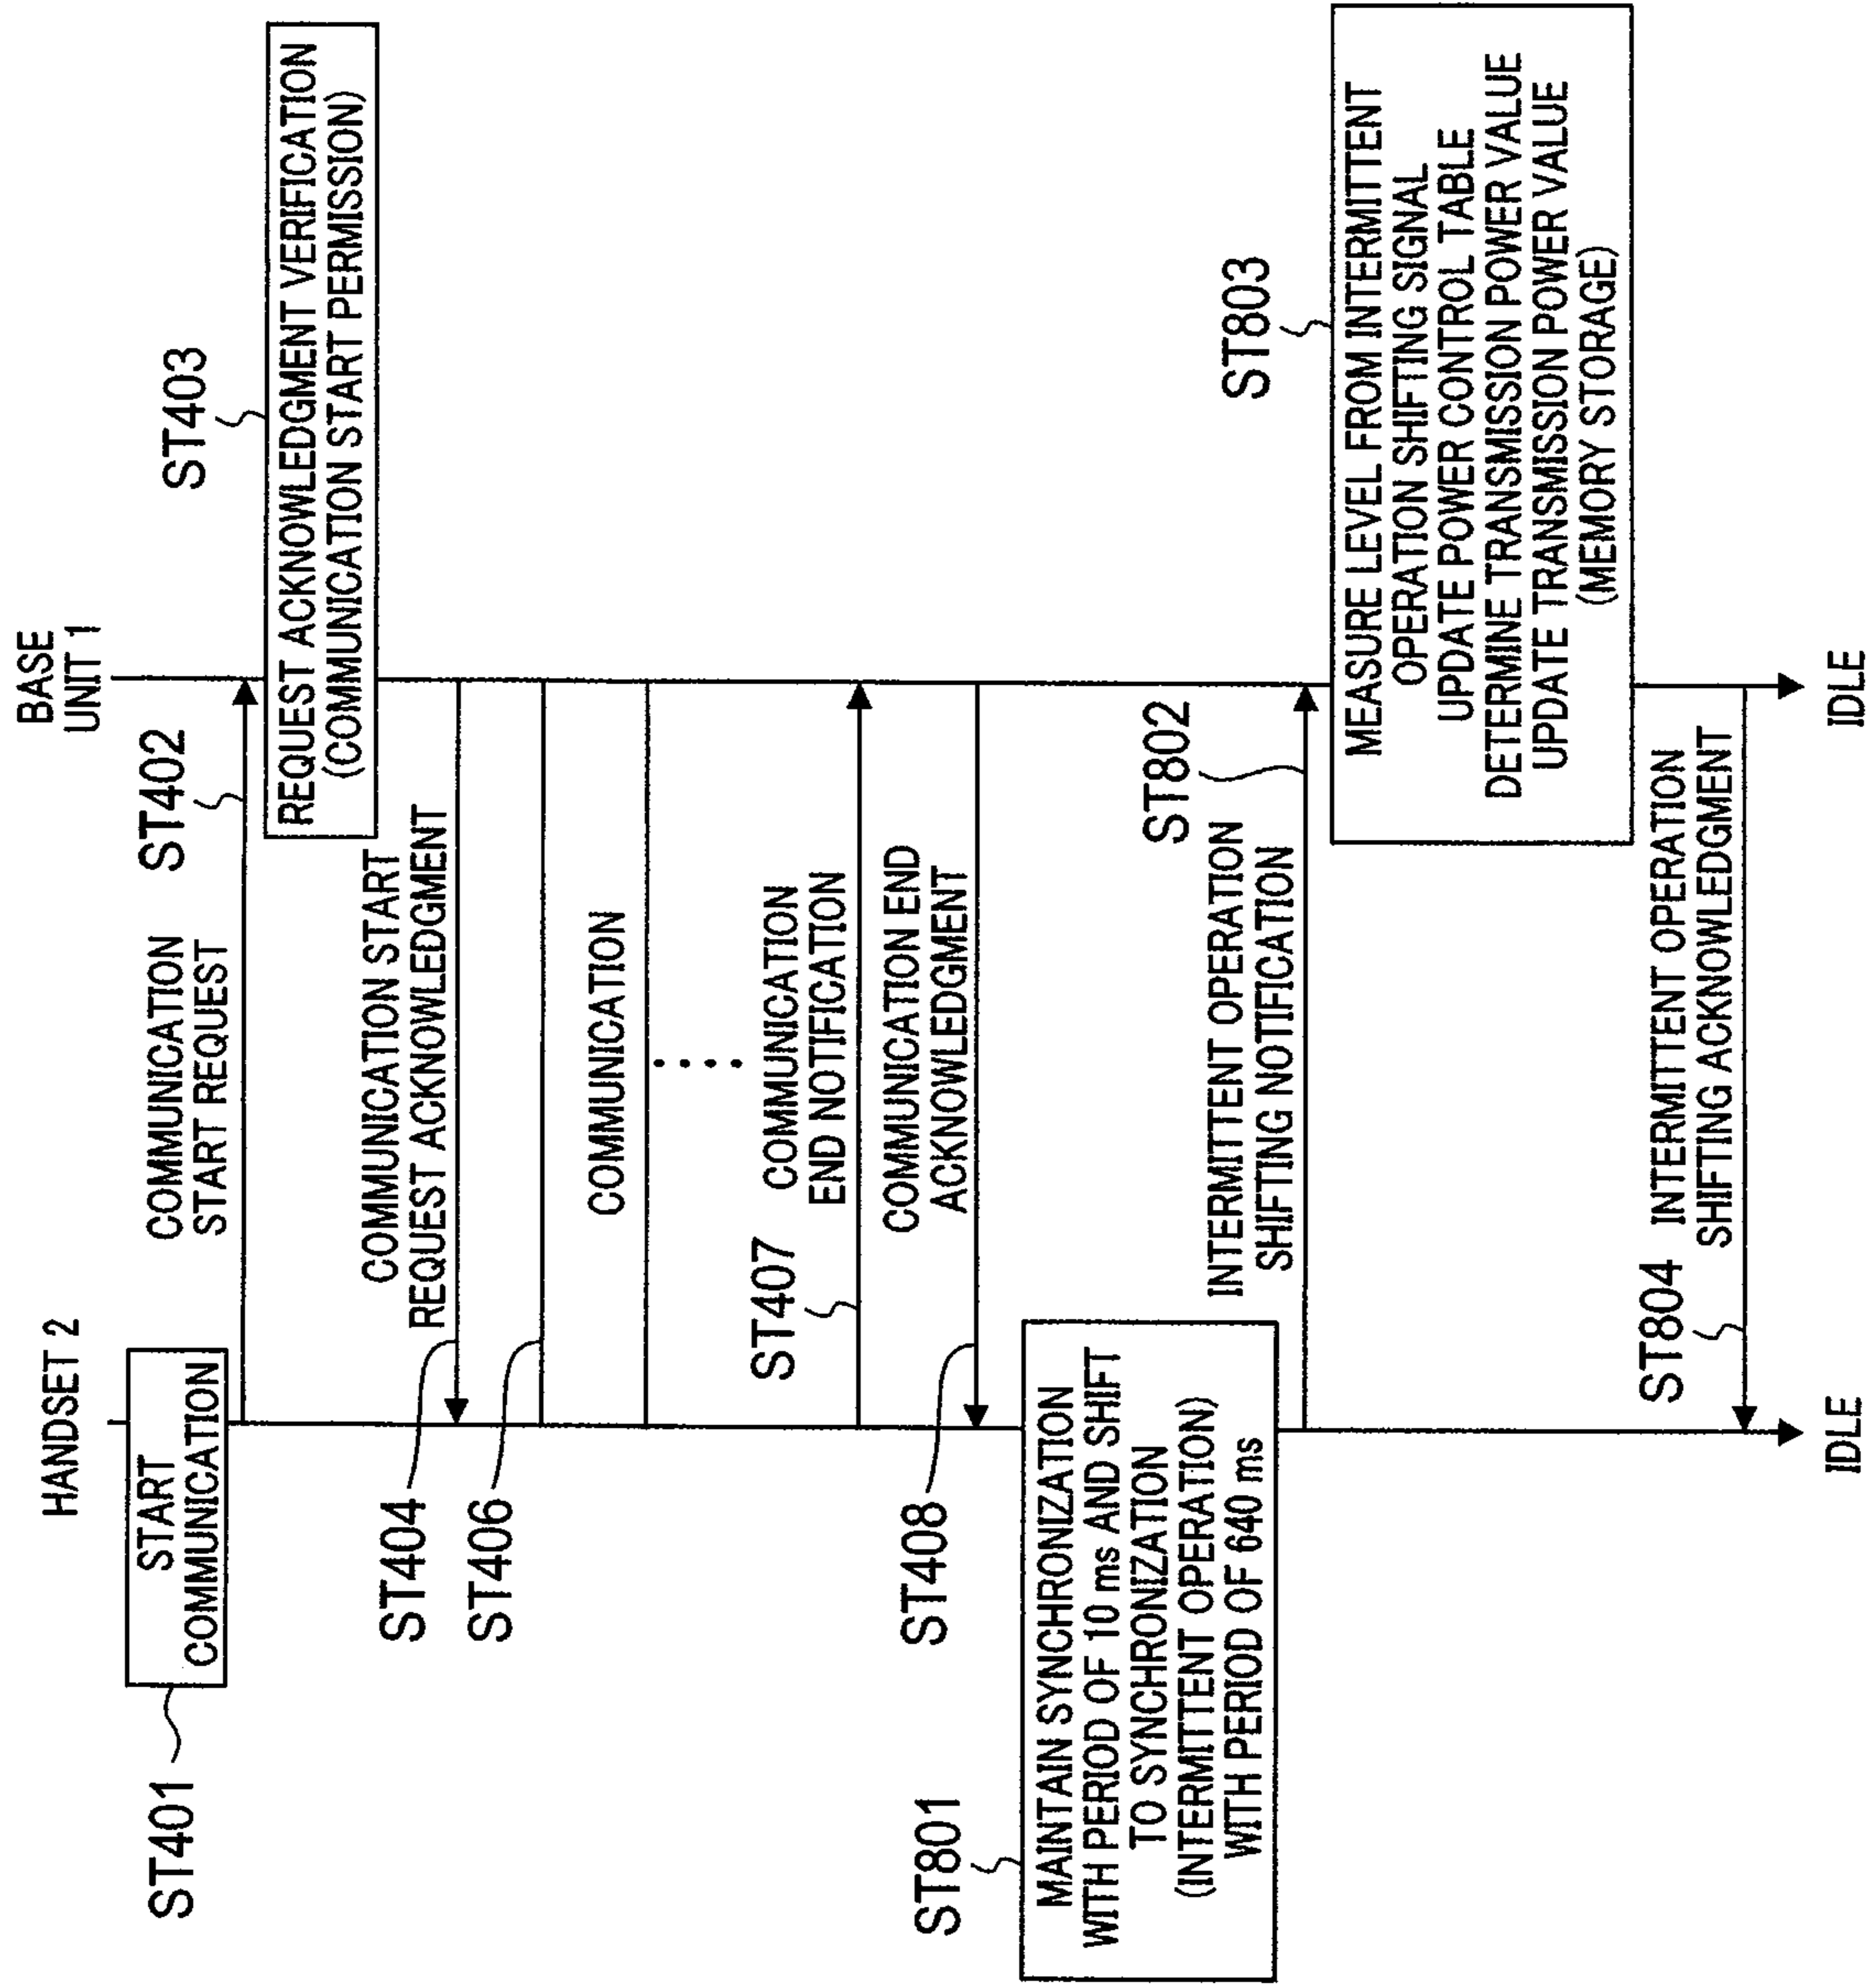 HANDSET 2
BASE
UNIT 1
ST401
START
COMMUNICATION
COMMUNICATION
START REQUEST
ST402
ST403
REQUEST ACKNOWLEDGMENT VERIFICATION
(COMMUNICATION START PERMISSION)
ST404
COMMUNICATION START
REQUEST ACKNOWLEDGMENT
ST406
COMMUNICATION
ST407
COMMUNICATION
END NOTIFICATION
ST408
COMMUNICATION END
ACKNOWLEDGMENT
ST801
MAINTAIN SYNCHRONIZATION
WITH PERIOD OF 10 ms AND SHIFT
TO SYNCHRONIZATION
(INTERMITTENT OPERATION)
WITH PERIOD OF 640 ms
INTERMITTENT OPERATION
SHIFTING NOTIFICATION
ST802
ST803
MEASURE LEVEL FROM INTERMITTENT
OPERATION SHIFTING SIGNAL
UPDATE POWER CONTROL TABLE
DETERMINE TRANSMISSION POWER VALUE
UPDATE TRANSMISSION POWER VALUE
(MEMORY STORAGE)
ST804
INTERMITTENT OPERATION
SHIFTING ACKNOWLEDGMENT
IDLE
IDLE